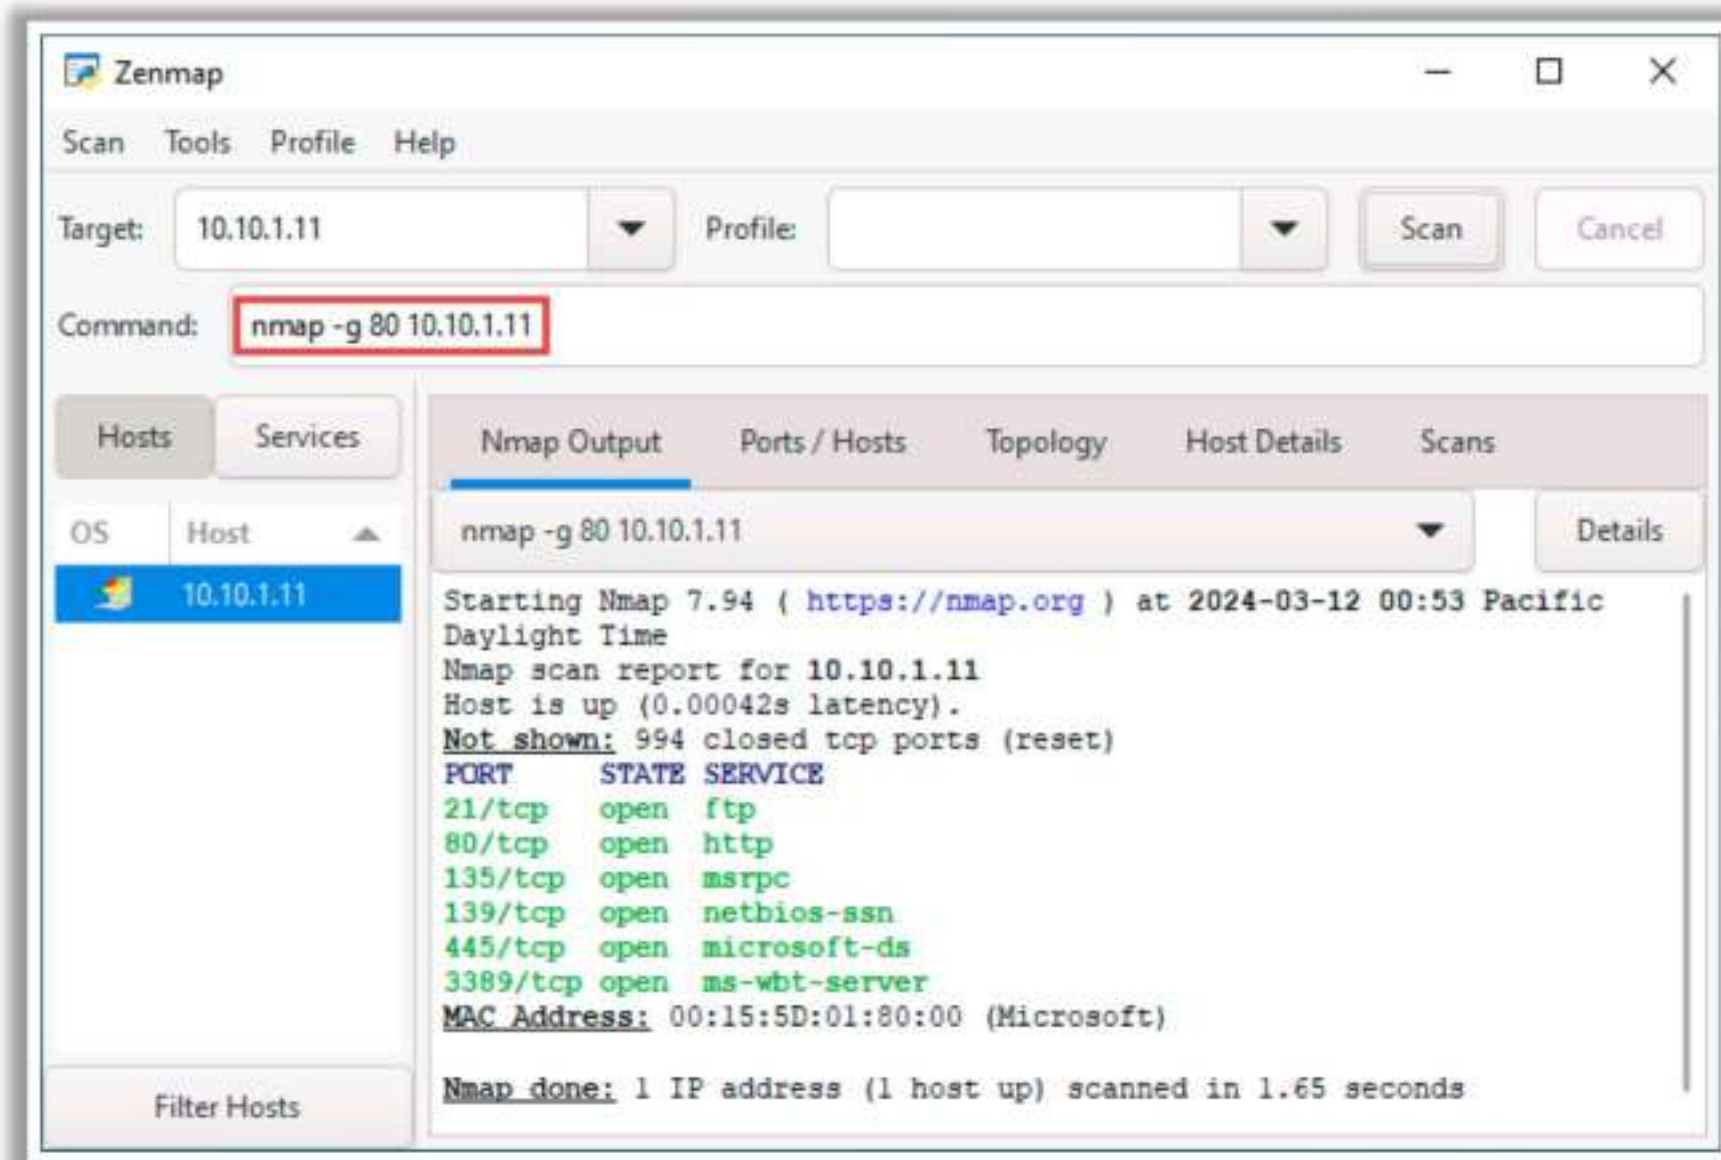 Zenmap
Scan Tools Profile Help
Target: 10.10.1.11 Profile: Scan Cancel
Command: nmap -g 80 10.10.1.11
Hosts Services
Nmap Output Ports / Hosts Topology Host Details Scans
OS Host
nmap -g 80 10.10.1.11 Details
10.10.1.11
Starting Nmap 7.94 ( https://nmap.org ) at 2024-03-12 00:53 Pacific
Daylight Time
Nmap scan report for 10.10.1.11
Host is up (0.00042s latency).
Not shown: 994 closed tcp ports (reset)
PORT STATE SERVICE
21/tcp open ftp
80/tcp open http
135/tcp open msrpc
139/tcp open netbios-ssn
445/tcp open microsoft-ds
3389/tcp open ms-wbt-server
MAC Address: 00:15:5D:01:80:00 (Microsoft)
Nmap done: 1 IP address (1 host up) scanned in 1.65 seconds
Filter Hosts